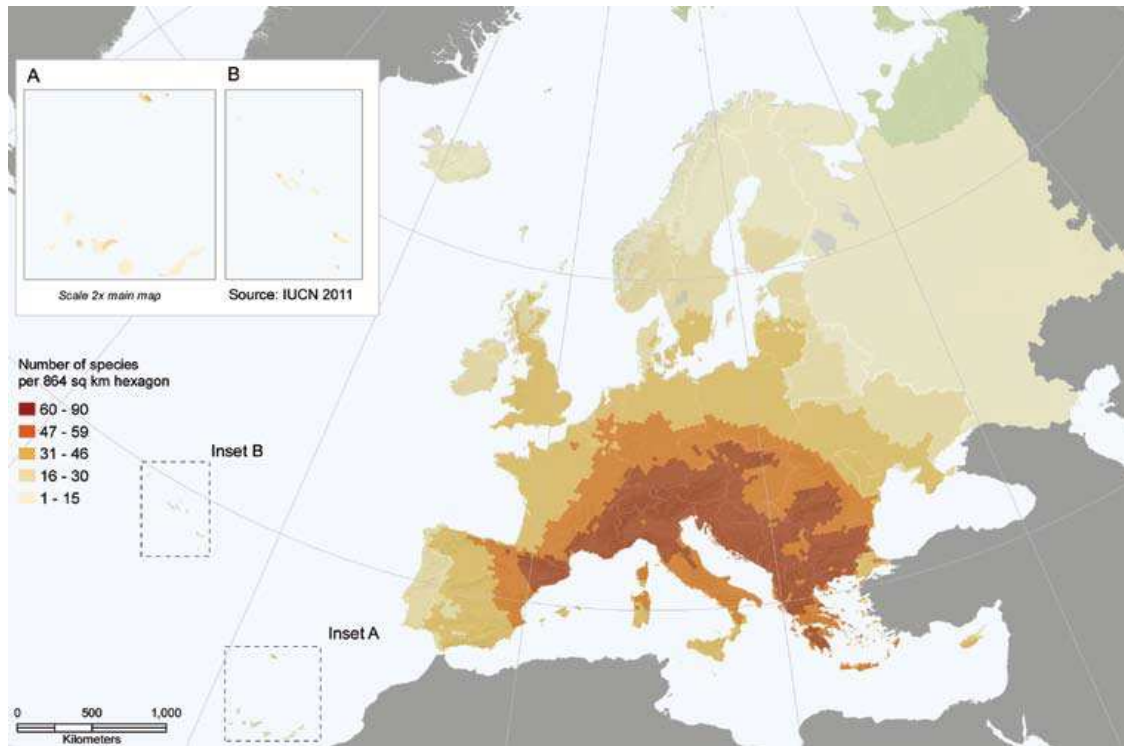 A
B
Scale 2x main map
Source: IUCN 2011
Number of species
per 864 sq km hexagon
60 - 90
47 - 59
31 - 46
16 - 30
1 - 15
Inset B
Inset A
0 500 1,000
Kilometers